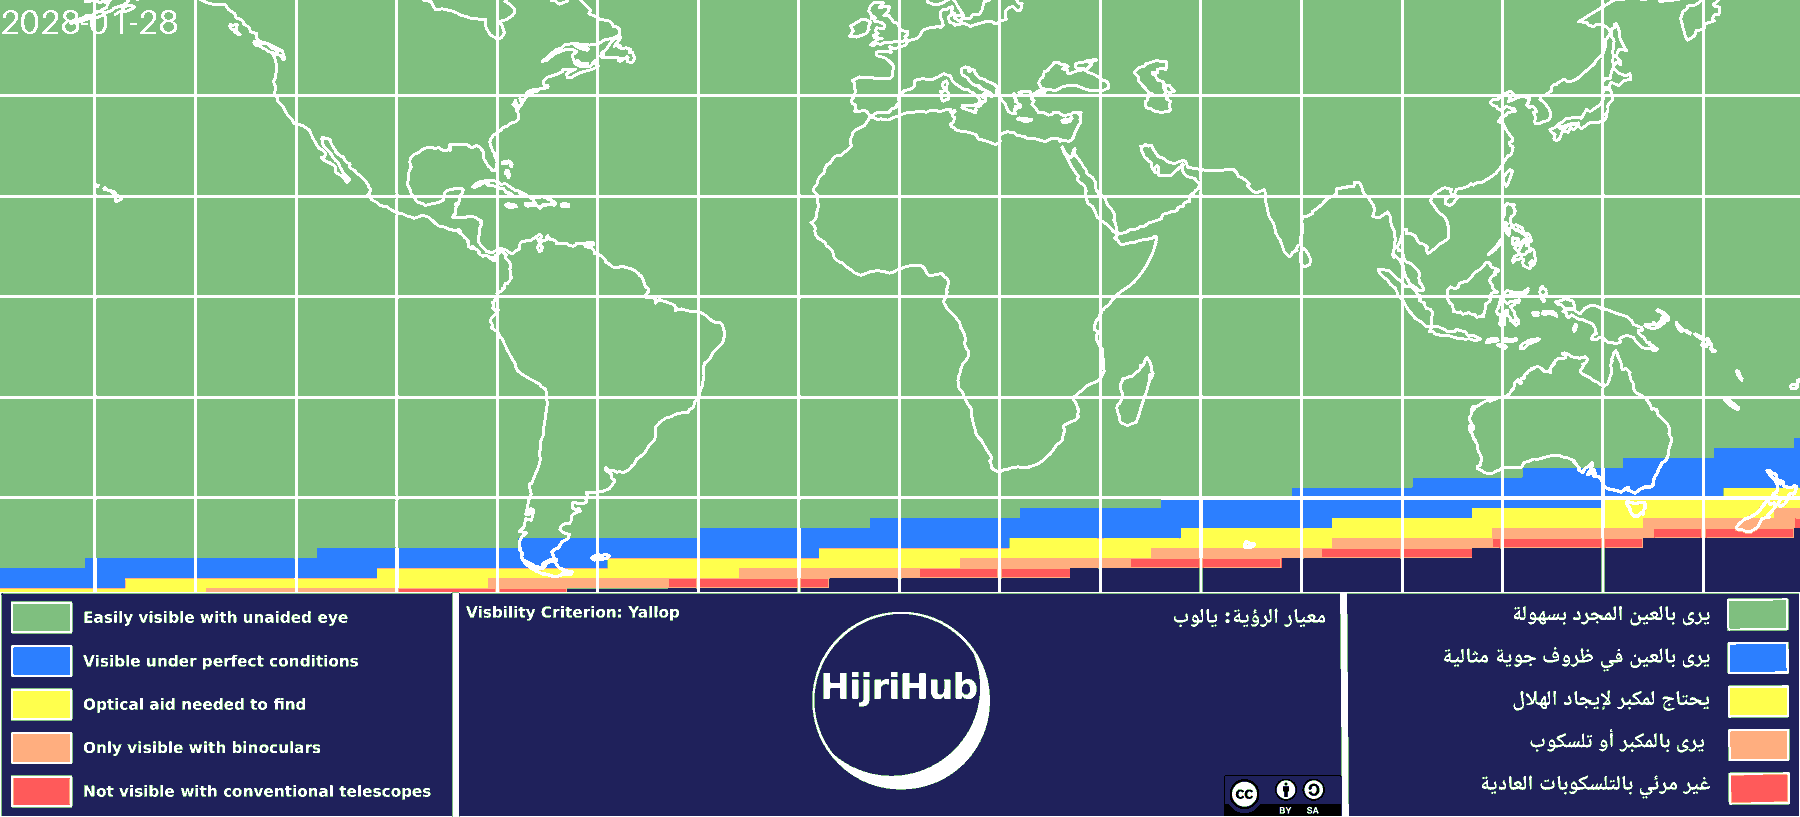 2028-01-28
Easily visible with unaided eye
Visible under perfect conditions
Optical aid needed to find
Only visible with binoculars
Not visible with conventional telescopes
Visbility Criterion: Yallop
معيار الرؤية: يالوب
HijriHub
cc
BY SA
يرى بالعين المجرد بسهولة
يرى بالعين في ظروف جوية مثالية
يحتاج لمكبر لإيجاد الهلال
يرى بالمكبر أو تلسكوب
غير مرئي بالتلسكوبات العادية